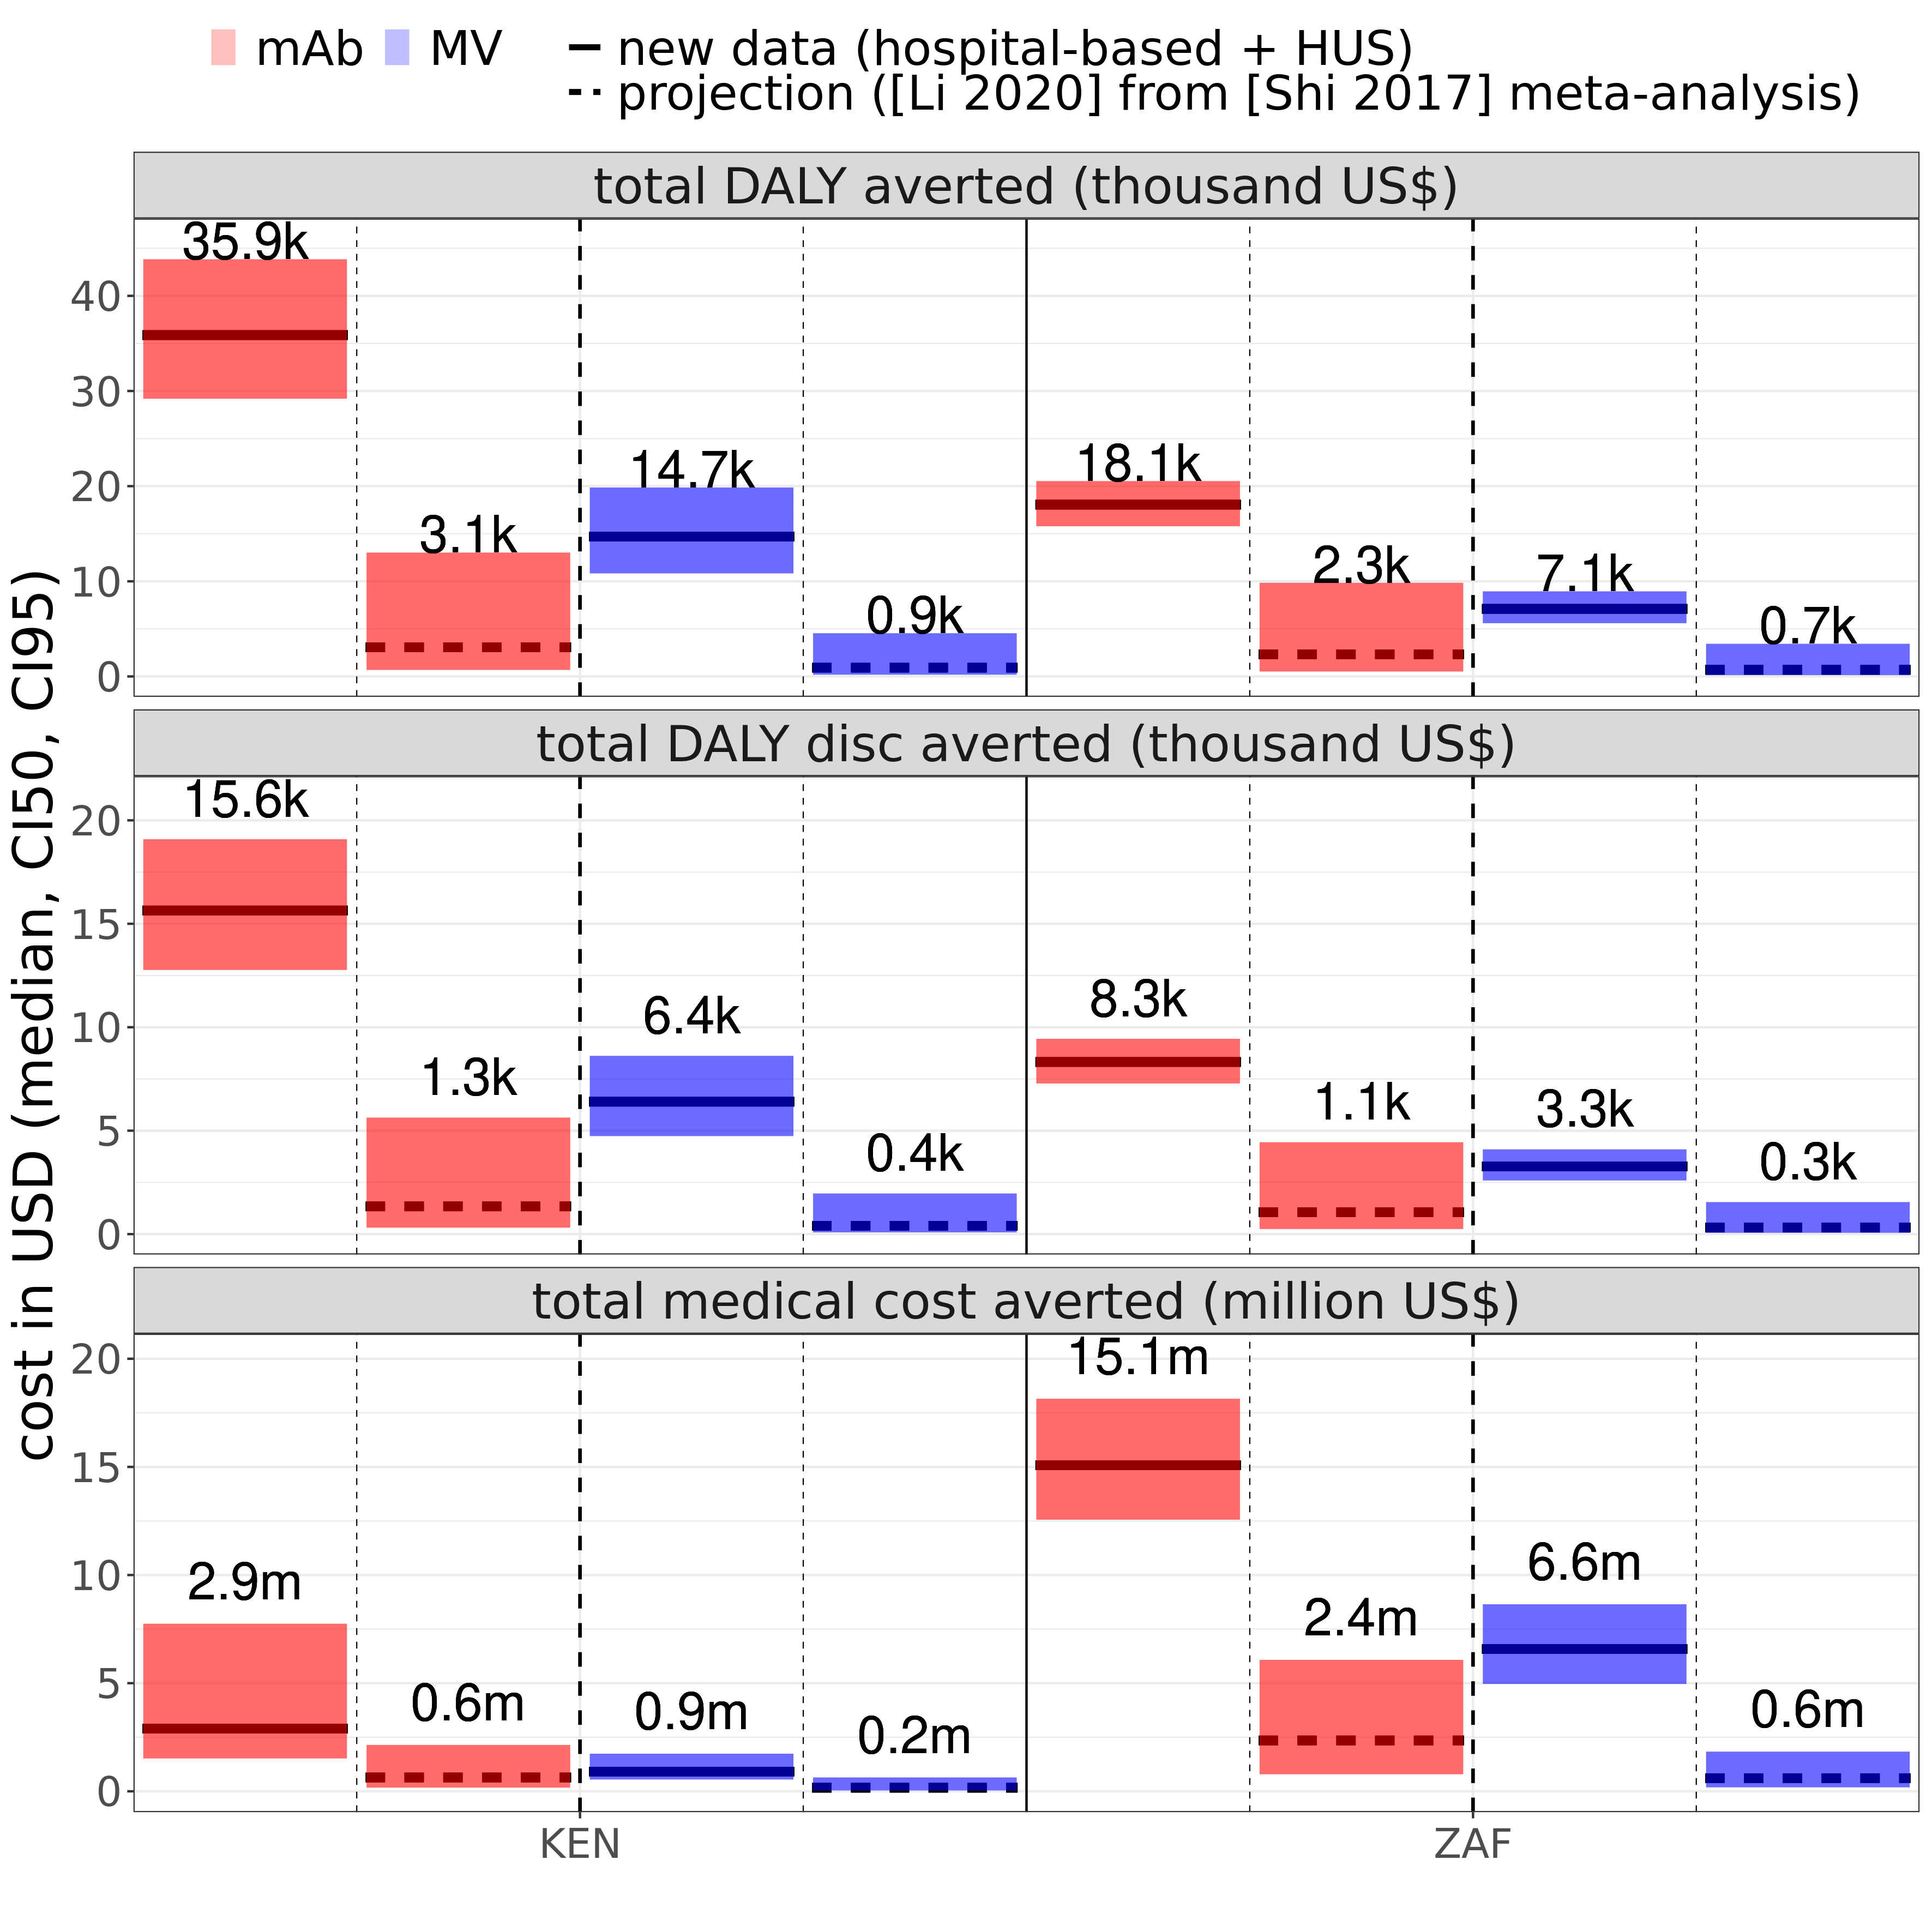 mAb MV new data (hospital-based + HUS)
projection ([Li 2020] from [Shi 2017] meta-analysis)
cost in USD (median, CI50, CI95)
total DALY averted (thousand US$)
40
30
20
10
0
35.9k
3.1k
14.7k
0.9k
18.1k
2.3k
7.1k
0.7k
total DALY disc averted (thousand US$)
20
15
10
5
0
15.6k
1.3k
6.4k
0.4k
8.3k
1.1k
3.3k
0.3k
total medical cost averted (million US$)
20
15
10
5
0
2.9m
0.6m
0.9m
0.2m
15.1m
2.4m
6.6m
0.6m
KEN
ZAF